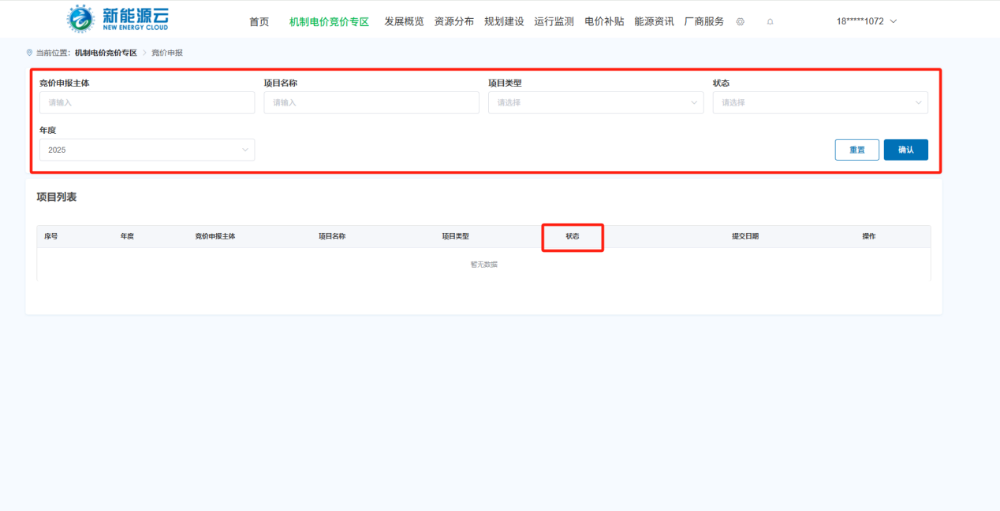 新能源云
NEW ENERGY CLOUD
首页 机制电价竞价专区 发展概览 资源分布 规划建设 运行监测 电价补贴 能源资讯 厂商服务 18*****1072
当前位置: 机制电价竞价专区 > 竞价申报
竞价申报主体 项目名称 项目类型 状态
请输入 请输入 请选择 请选择
年度
2025 重置 确认
项目列表
序号 年度 竞价申报主体 项目名称 项目类型 状态 提交日期 操作
暂无数据